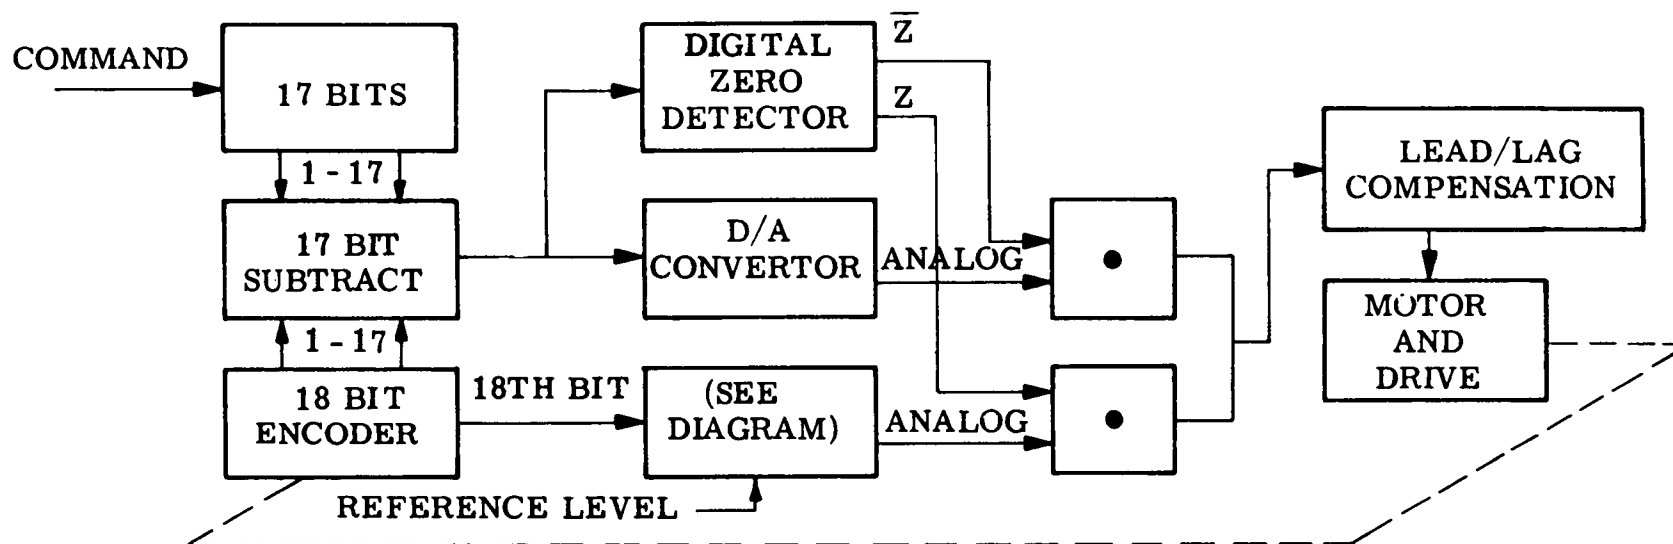 COMMAND
17 BITS
1 - 17
17 BIT
SUBTRACT
1 - 17
18 BIT
ENCODER
18TH BIT
DIGITAL
ZERO
DETECTOR
Z̅
Z
D/A
CONVERTOR
ANALOG
(SEE
DIAGRAM)
ANALOG
REFERENCE LEVEL
LEAD/LAG
COMPENSATION
MOTOR
AND
DRIVE